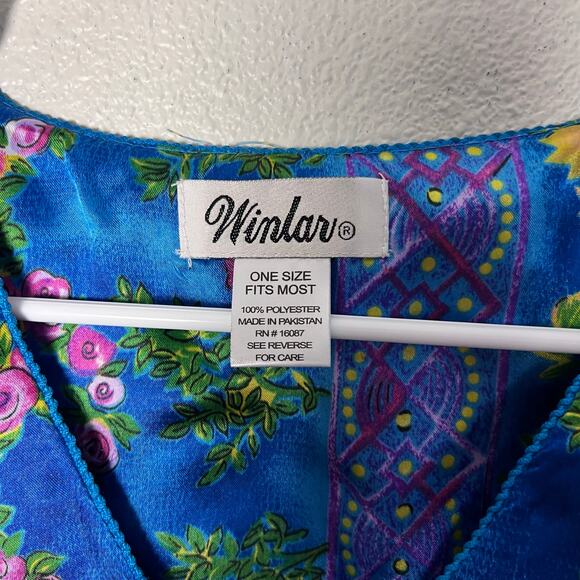 Winlar®
ONE SIZE
FITS MOST
100% POLYESTER
MADE IN PAKISTAN
RN # 16087
SEE REVERSE
FOR CARE